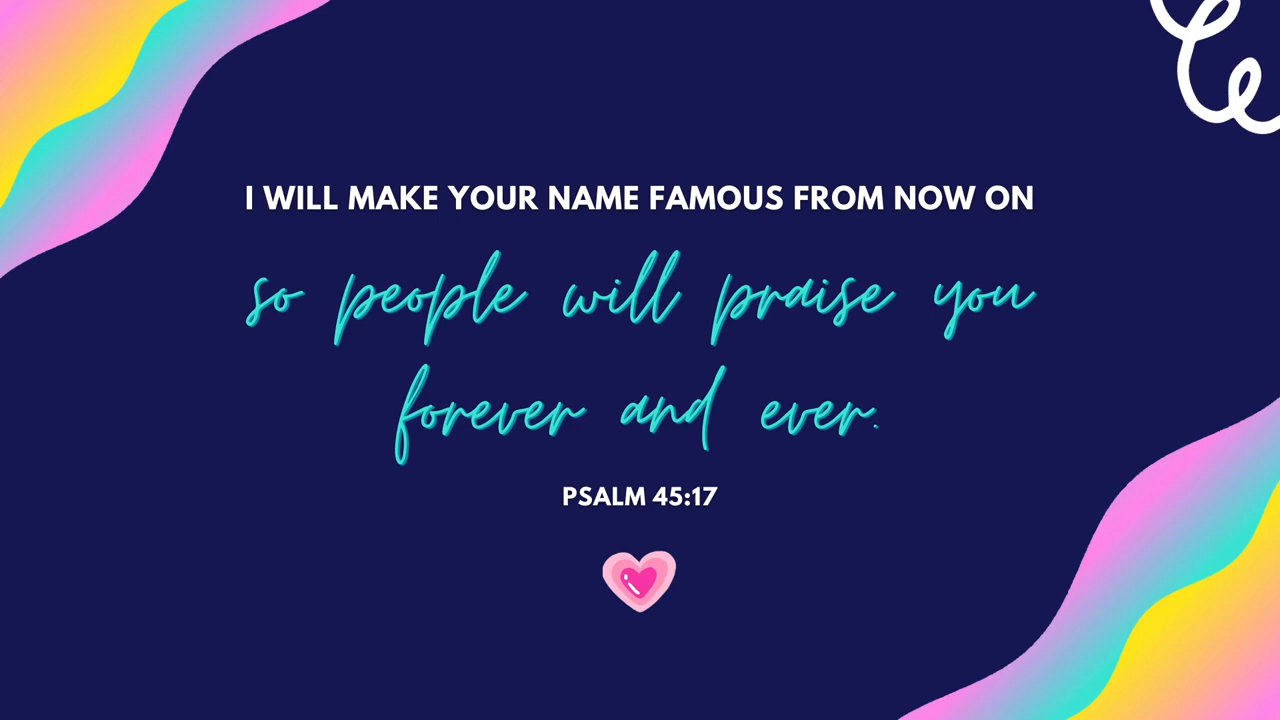 I WILL MAKE YOUR NAME FAMOUS FROM NOW ON
so people will praise you
forever and ever.
PSALM 45:17